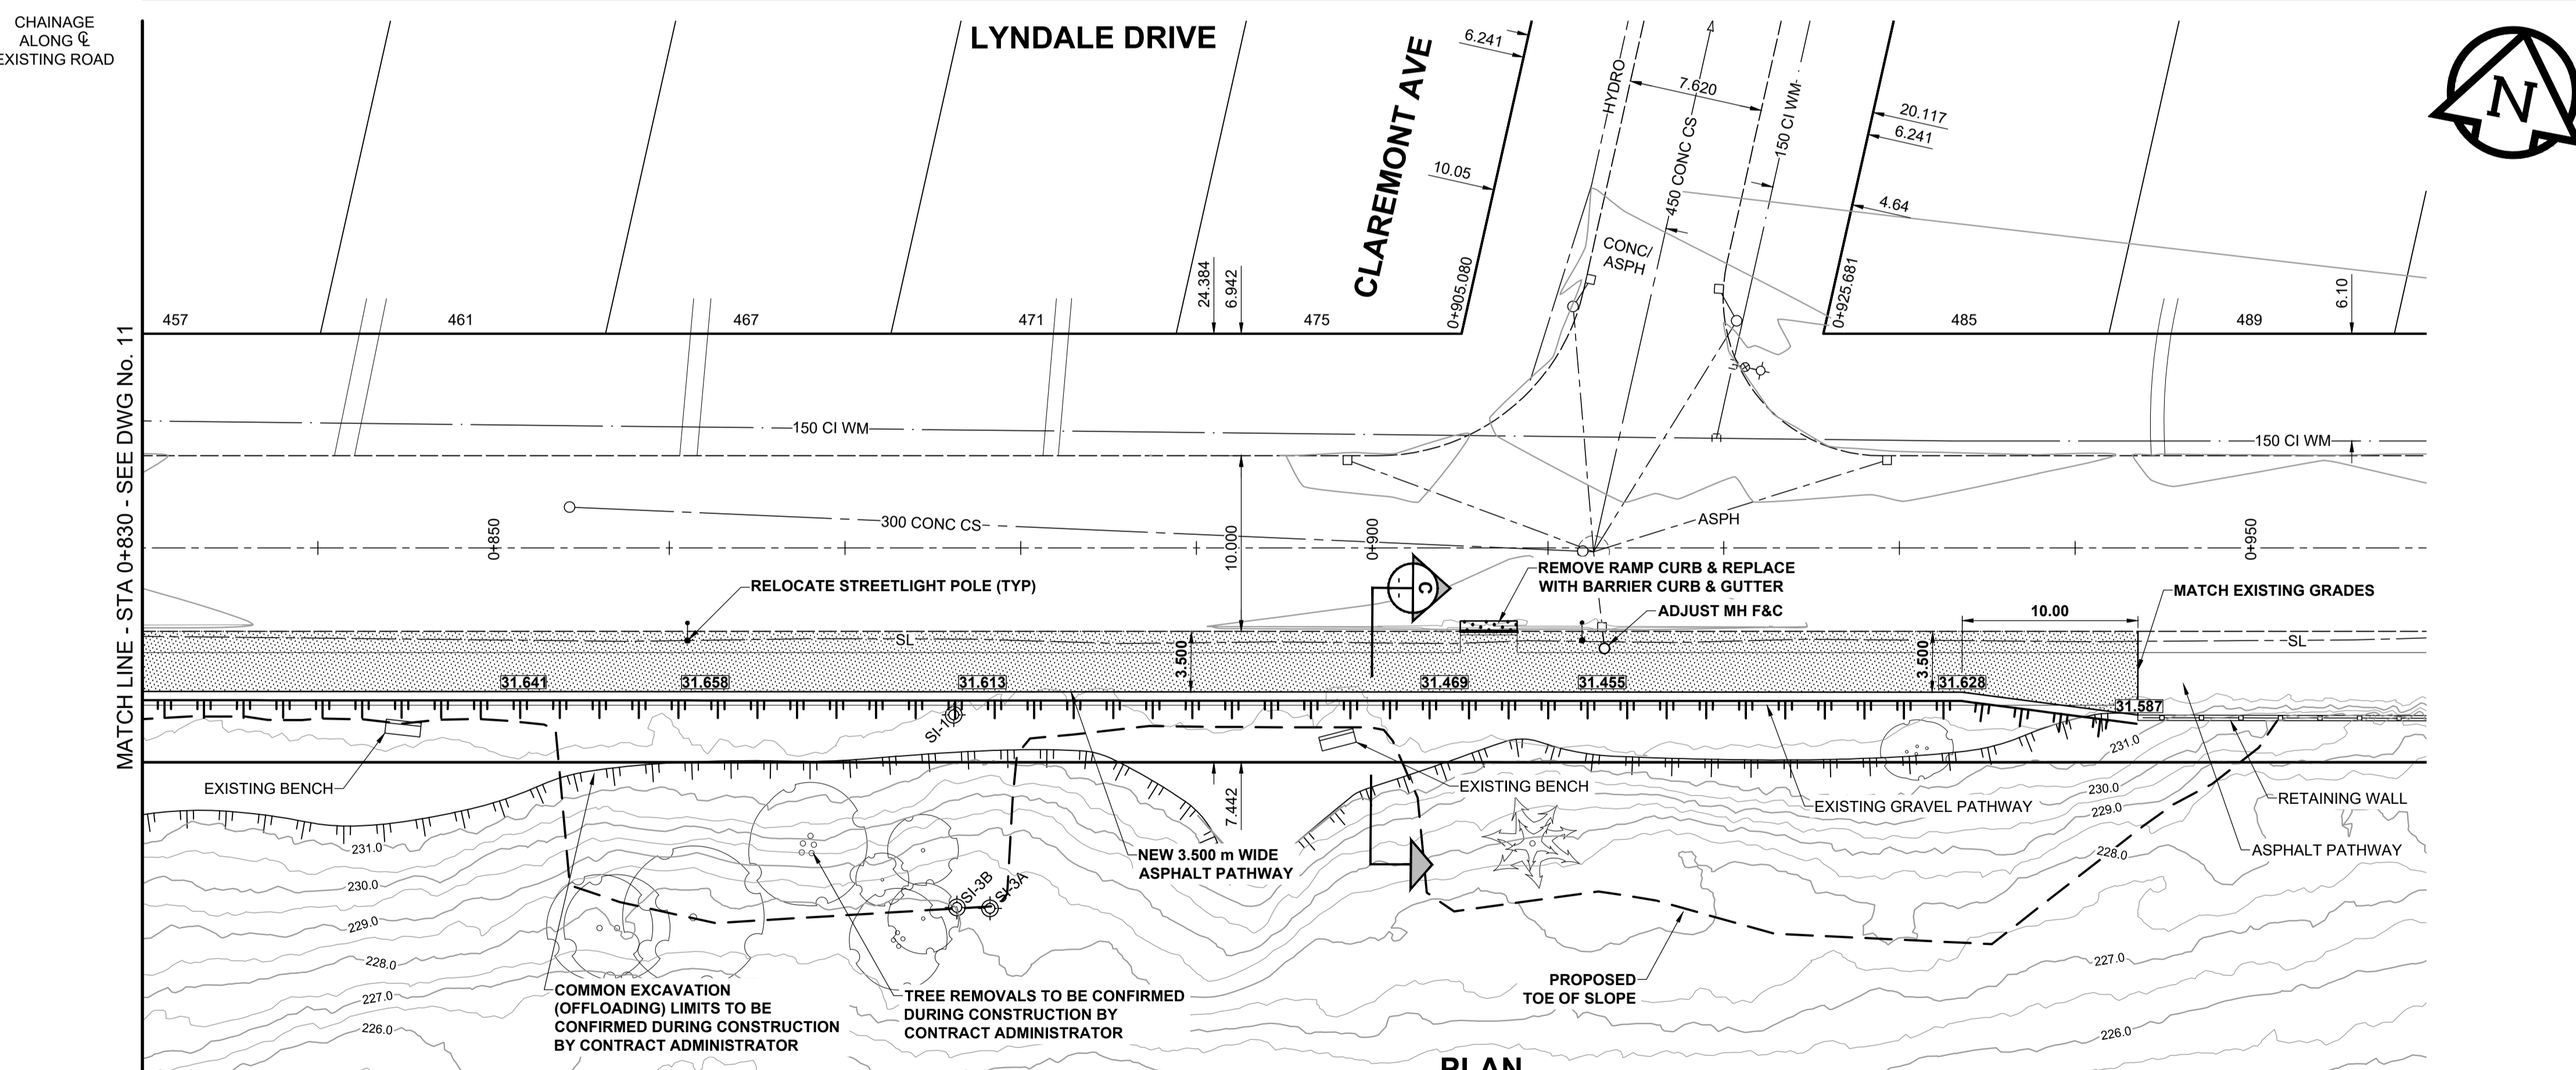 CHAINAGE
ALONG ℄
EXISTING ROAD
LYNDALE DRIVE
CLAREMONT AVE
6.241
HYDRO
7.620
450 CONC CS
150 CI WM
20.117
6.241
10.05
4.64
N
CONC/
ASPH
24.384
6.942
0+905.080
0+925.681
6.10
457
461
467
471
475
485
489
MATCH LINE - STA 0+830 - SEE DWG No. 11
150 CI WM
150 CI WM
300 CONC CS
ASPH
0+850
10.000
0+900
0+950
C
REMOVE RAMP CURB & REPLACE
WITH BARRIER CURB & GUTTER
RELOCATE STREETLIGHT POLE (TYP)
ADJUST MH F&C
MATCH EXISTING GRADES
10.00
SL
SL
3.500
3.500
31.641
31.658
31.613
31.469
31.455
31.628
31.587
SI-1
231.0
EXISTING BENCH
EXISTING BENCH
7.442
EXISTING GRAVEL PATHWAY
230.0
229.0
RETAINING WALL
231.0
NEW 3.500 m WIDE
ASPHALT PATHWAY
228.0
ASPHALT PATHWAY
230.0
SI-3B
SI-3A
229.0
228.0
227.0
PROPOSED
TOE OF SLOPE
COMMON EXCAVATION
(OFFLOADING) LIMITS TO BE
CONFIRMED DURING CONSTRUCTION
BY CONTRACT ADMINISTRATOR
TREE REMOVALS TO BE CONFIRMED
DURING CONSTRUCTION BY
CONTRACT ADMINISTRATOR
227.0
226.0
226.0
PLAN